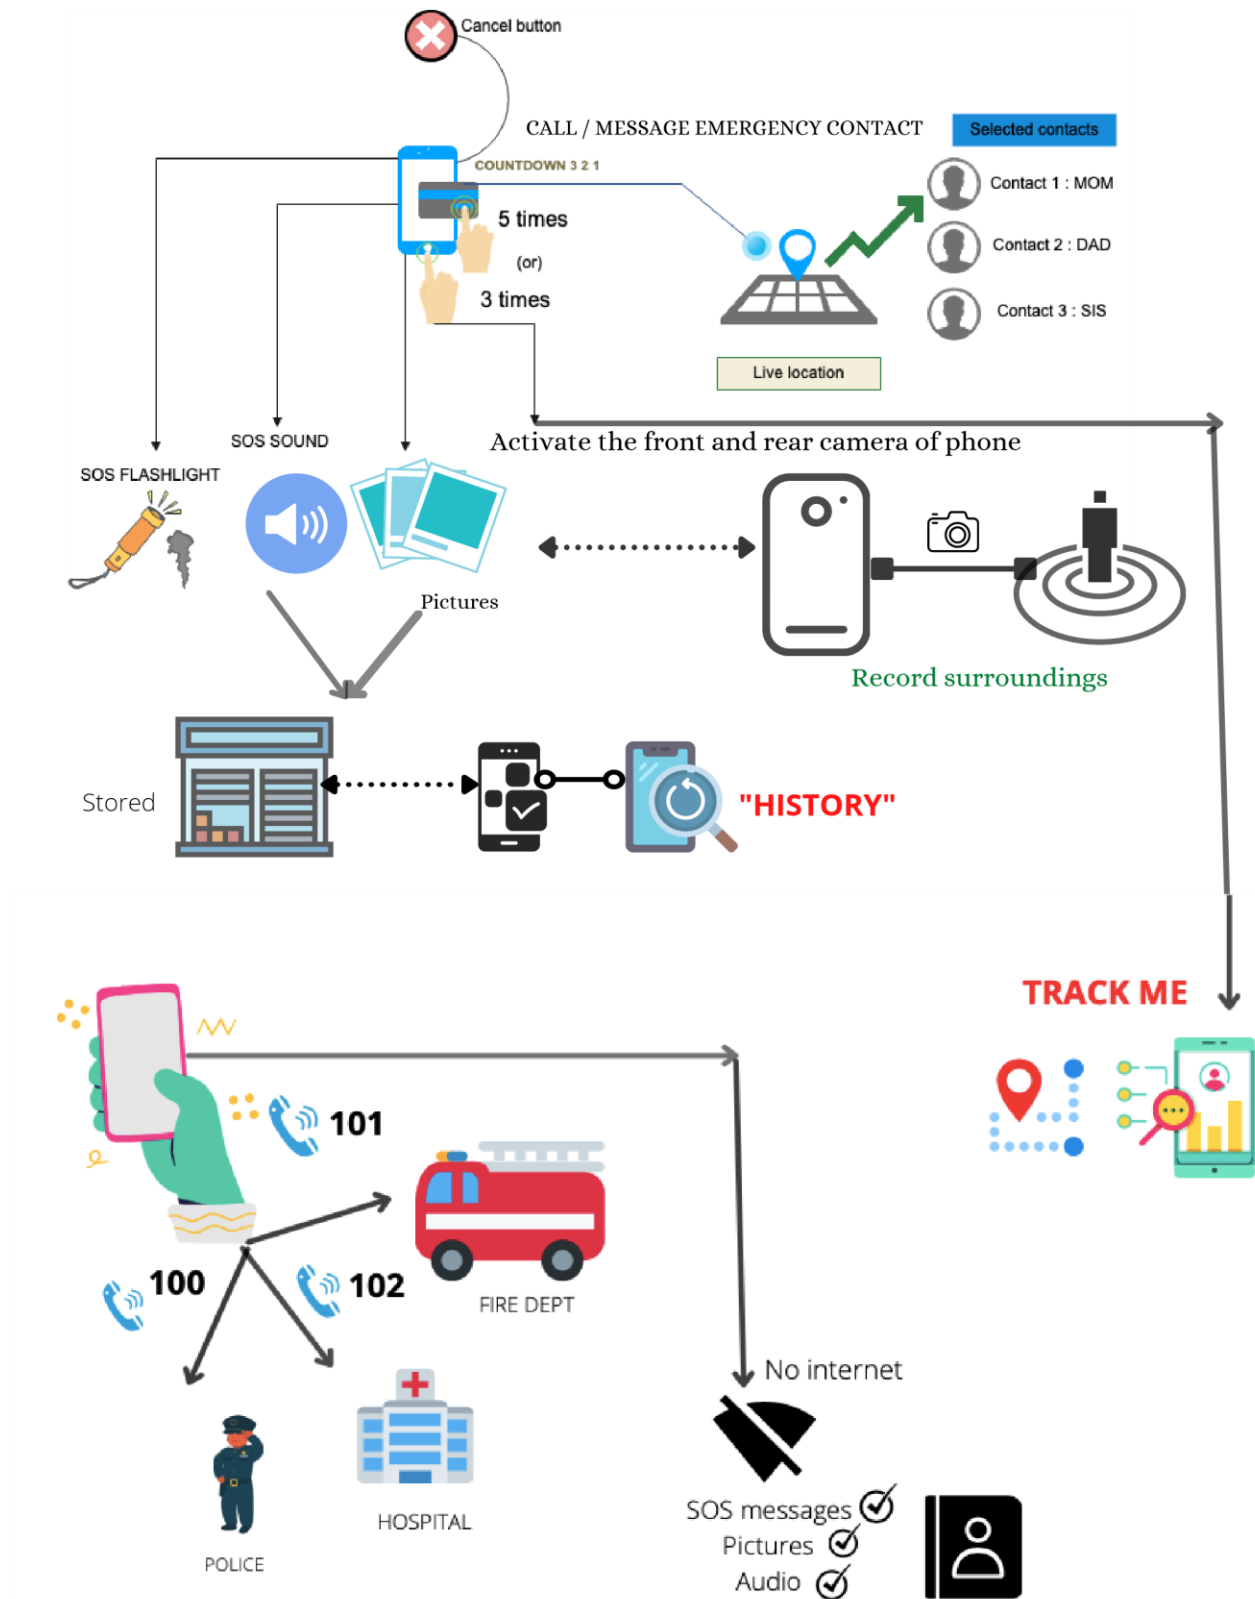 Cancel button
CALL / MESSAGE EMERGENCY CONTACT
Selected contacts
COUNTDOWN 3 2 1
Contact 1 : MOM
5 times
(or)
Contact 2 : DAD
3 times
Contact 3 : SIS
Live location
SOS SOUND
Activate the front and rear camera of phone
SOS FLASHLIGHT
Pictures
Record surroundings
Stored
"HISTORY"
TRACK ME
101
100
102
FIRE DEPT
No internet
HOSPITAL
POLICE
SOS messages
Pictures
Audio